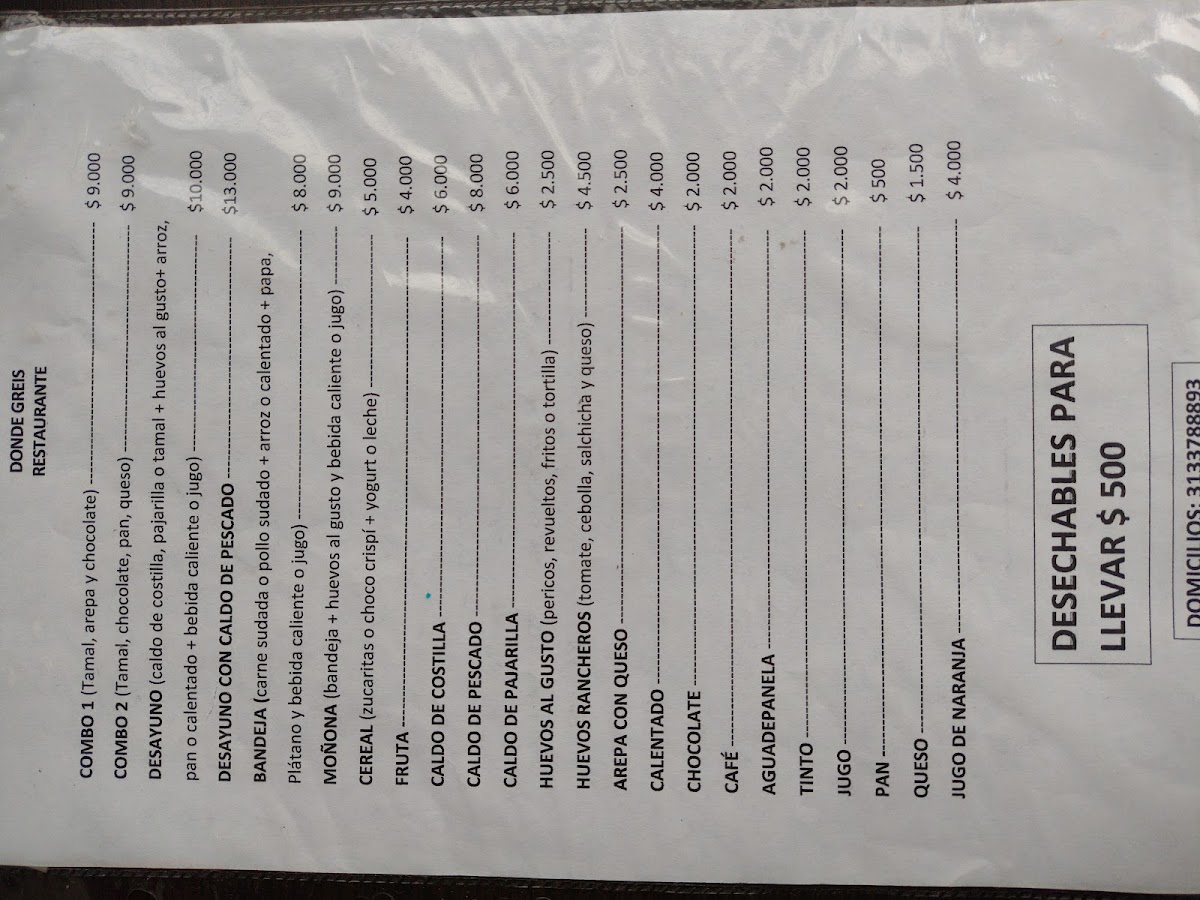 DONDE GREIS
RESTAURANTE
COMBO 1 (Tamal, arepa y chocolate) ---------- $ 9.000
COMBO 2 (Tamal, chocolate, pan, queso) ---------- $ 9.000
DESAYUNO (caldo de costilla, pajarilla o tamal + huevos al gusto+ arroz,
pan o calentado + bebida caliente o jugo) ---------- $10.000
DESAYUNO CON CALDO DE PESCADO ---------- $13.000
BANDEJA (carne sudada o pollo sudado + arroz o calentado + papa,
Plátano y bebida caliente o jugo) ---------- $ 8.000
MOÑONA (bandeja + huevos al gusto y bebida caliente o jugo) ---------- $ 9.000
CEREAL (zucaritas o choco crispí + yogurt o leche) ---------- $ 5.000
FRUTA ---------- $ 4.000
CALDO DE COSTILLA ---------- $ 6.000
CALDO DE PESCADO ---------- $ 8.000
CALDO DE PAJARILLA ---------- $ 6.000
HUEVOS AL GUSTO (pericos, revueltos, fritos o tortilla) ---------- $ 2.500
HUEVOS RANCHEROS (tomate, cebolla, salchicha y queso) ---------- $ 4.500
AREPA CON QUESO ---------- $ 2.500
CALENTADO ---------- $ 4.000
CHOCOLATE ---------- $ 2.000
CAFÉ ---------- $ 2.000
AGUADEPANELA ---------- $ 2.000
TINTO ---------- $ 2.000
JUGO ---------- $ 2.000
PAN ---------- $ 500
QUESO ---------- $ 1.500
JUGO DE NARANJA ---------- $ 4.000
DESECHABLES PARA
LLEVAR $ 500
DOMICILIOS: 3133788893